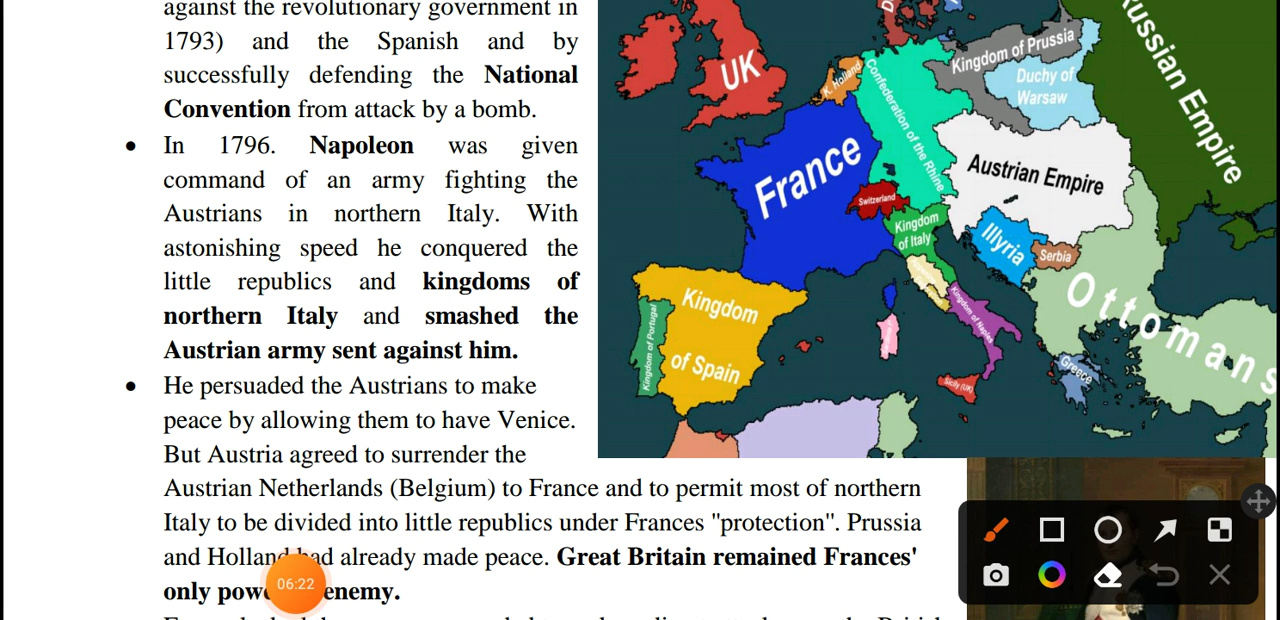 against the revolutionary government in
1793) and the Spanish and by
successfully defending the National
Convention from attack by a bomb.
• In 1796. Napoleon was given
command of an army fighting the
Austrians in northern Italy. With
astonishing speed he conquered the
little republics and kingdoms of
northern Italy and smashed the
Austrian army sent against him.
• He persuaded the Austrians to make
peace by allowing them to have Venice.
But Austria agreed to surrender the
Austrian Netherlands (Belgium) to France and to permit most of northern
Italy to be divided into little republics under Frances "protection". Prussia
and Holland had already made peace. Great Britain remained Frances'
only enemy.
06:22
UK
K. Holland
Confederation of the Rhine
Kingdom of Prussia
Duchy of
Warsaw
Russian Empire
France
Austrian Empire
Switzerland
Kingdom
of Italy
Illyria
Serbia
Ottomans
Kingdom
of Spain
Kingdom of Portugal
Kingdom of Naples
Sicily (UK)
Greece